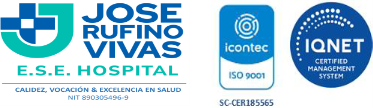 JOSE
RUFINO
VIVAS
E.S.E. HOSPITAL
CALIDEZ, VOCACIÓN & EXCELENCIA EN SALUD
NIT 890305496-9
icontec
ISO 9001
SC-CER185565
IQNET
CERTIFIED
MANAGEMENT
SYSTEM